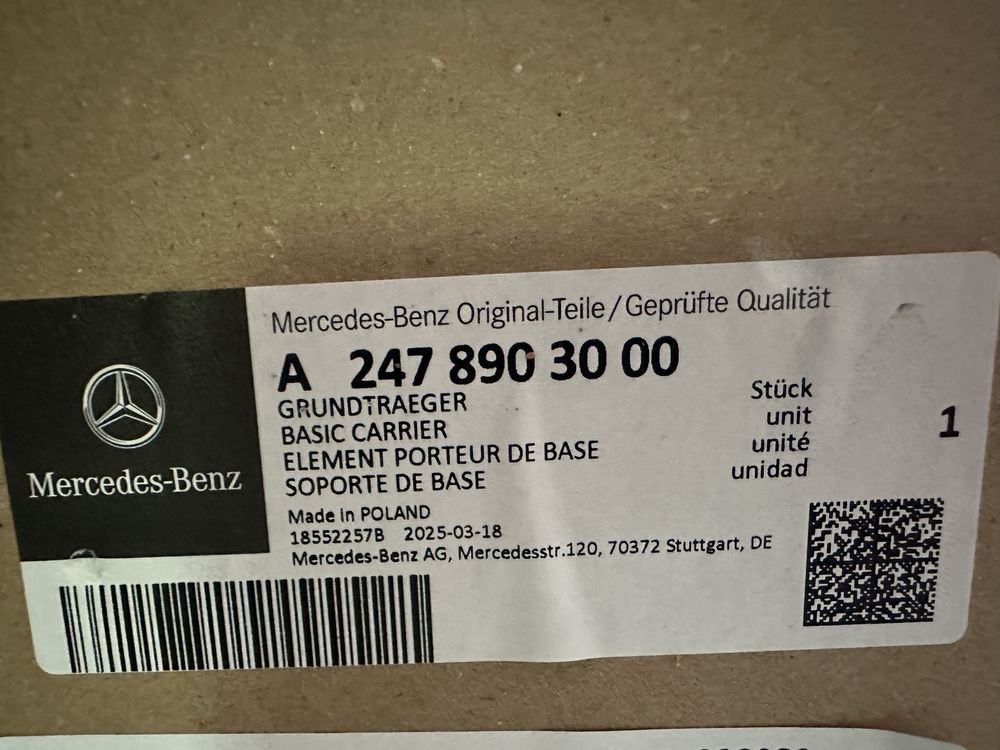 Mercedes-Benz Original-Teile/Geprüfte Qualität
A 247 890 30 00
GRUNDTRAEGER
BASIC CARRIER
ELEMENT PORTEUR DE BASE
SOPORTE DE BASE
Stück
unit
unité
unidad
1
Made in POLAND
18552257B 2025-03-18
Mercedes-Benz AG, Mercedesstr.120, 70372 Stuttgart, DE
Mercedes-Benz